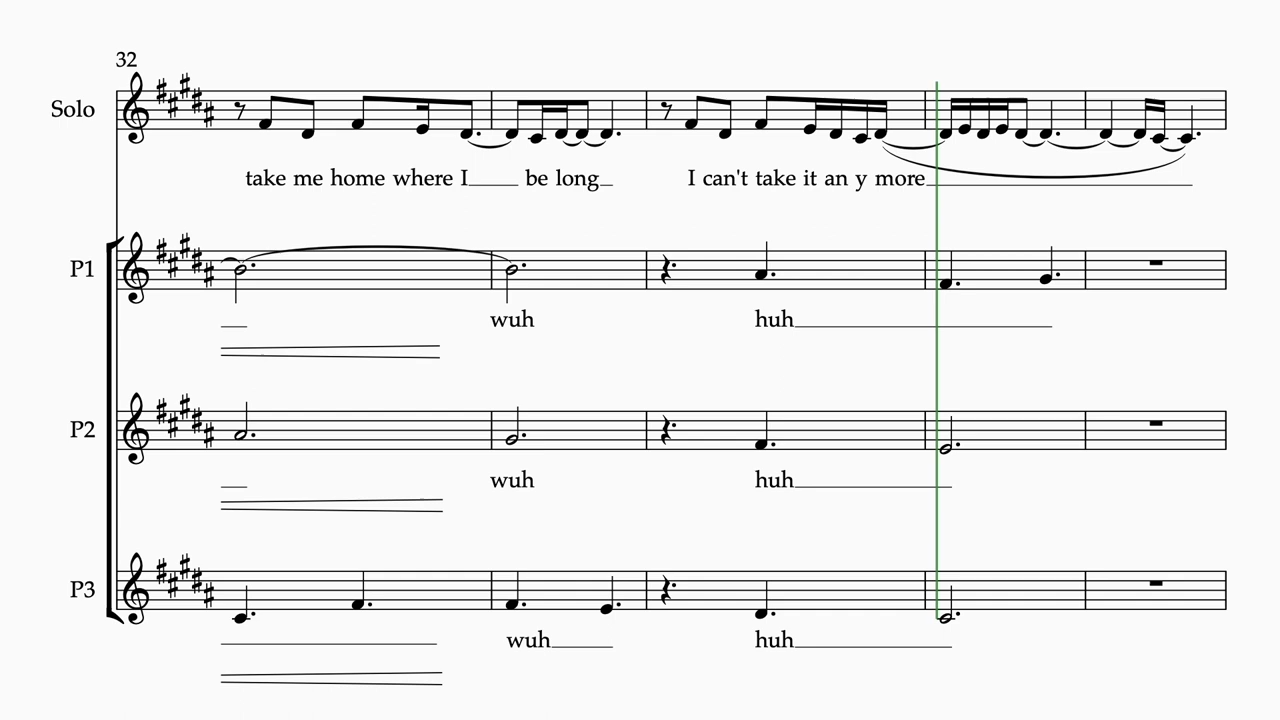 32
Solo
take me home where I be long I can't take it an y more
P1
wuh huh
P2
wuh huh
P3
wuh huh